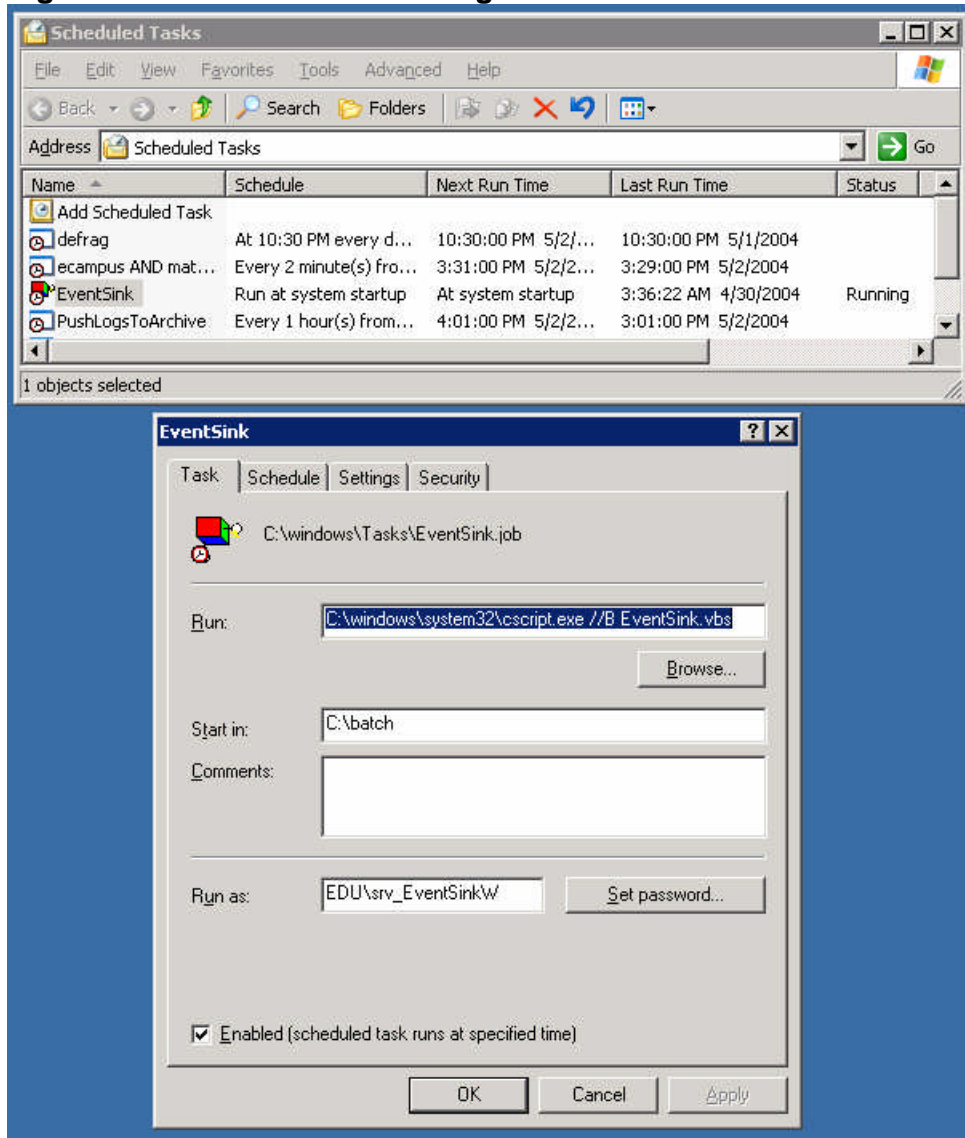 Scheduled Tasks
File Edit View Favorites Tools Advanced Help
Back Search Folders
Address Scheduled Tasks Go
Name Schedule Next Run Time Last Run Time Status
Add Scheduled Task
defrag At 10:30 PM every d... 10:30:00 PM 5/2/... 10:30:00 PM 5/1/2004
ecampus AND mat... Every 2 minute(s) fro... 3:31:00 PM 5/2/2... 3:29:00 PM 5/2/2004
EventSink Run at system startup At system startup 3:36:22 AM 4/30/2004 Running
PushLogsToArchive Every 1 hour(s) from... 4:01:00 PM 5/2/2... 3:01:00 PM 5/2/2004
1 objects selected
EventSink
Task Schedule Settings Security
C:\windows\Tasks\EventSink.job
Run: C:\windows\system32\cscript.exe //B EventSink.vbs
Browse...
Start in: C:\batch
Comments:
Run as: EDU\srv_EventSinkW Set password...
Enabled (scheduled task runs at specified time)
OK Cancel Apply